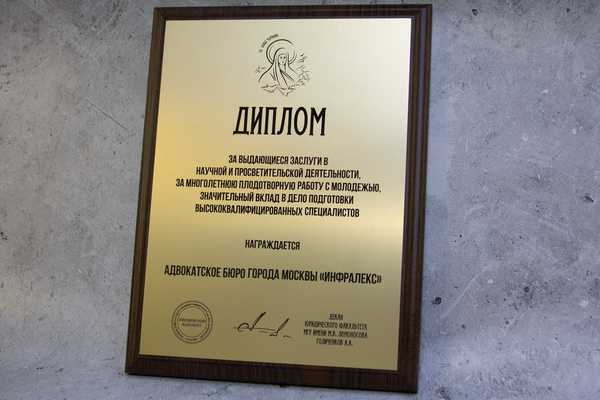 ДИПЛОМ
ЗА ВЫДАЮЩИЕСЯ ЗАСЛУГИ В
НАУЧНОЙ И ПРОСВЕТИТЕЛЬСКОЙ ДЕЯТЕЛЬНОСТИ,
ЗА МНОГОЛЕТНЮЮ ПЛОДОТВОРНУЮ РАБОТУ С МОЛОДЕЖЬЮ,
ЗНАЧИТЕЛЬНЫЙ ВКЛАД В ДЕЛО ПОДГОТОВКИ
ВЫСОКОКВАЛИФИЦИРОВАННЫХ СПЕЦИАЛИСТОВ
НАГРАЖДАЕТСЯ
АДВОКАТСКОЕ БЮРО ГОРОДА МОСКВЫ «ИНФРАЛЕКС»
ДЕКАН
ЮРИДИЧЕСКОГО ФАКУЛЬТЕТА
МГУ ИМЕНИ М.В. ЛОМОНОСОВА
ГОЛИЧЕНКОВ А.К.